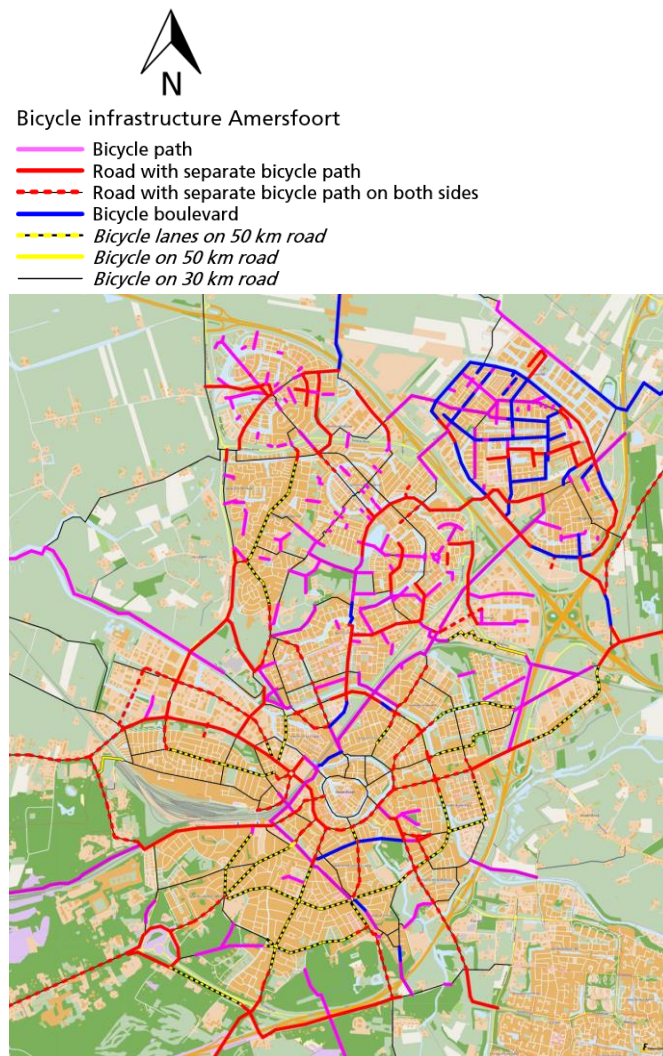 N
Bicycle infrastructure Amersfoort
Bicycle path
Road with separate bicycle path
Road with separate bicycle path on both sides
Bicycle boulevard
Bicycle lanes on 50 km road
Bicycle on 50 km road
Bicycle on 30 km road